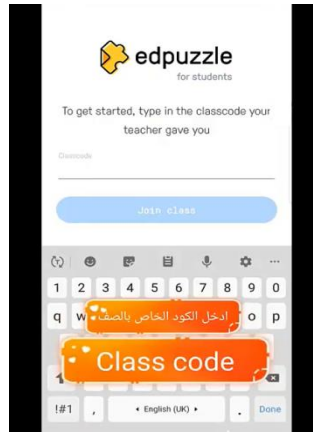 edpuzzle
for students
To get started, type in the classcode your
teacher gave you
Classcode
Join class
1 2 3 4 5 6 7 8 9 0
q w o p
ادخل الكود الخاص بالصف
Class code
!#1 , English (UK) . Done